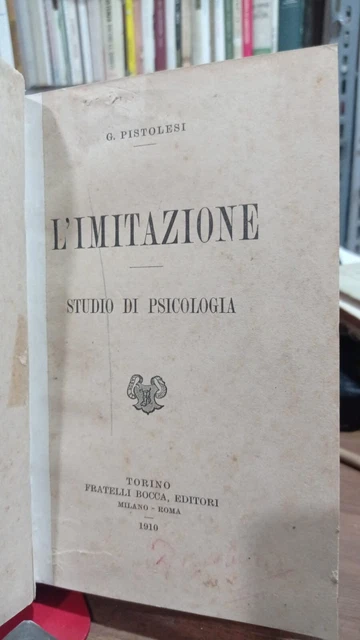 G. PISTOLESI
L'IMITAZIONE
STUDIO DI PSICOLOGIA
TORINO
FRATELLI BOCCA, EDITORI
MILANO - ROMA
1910